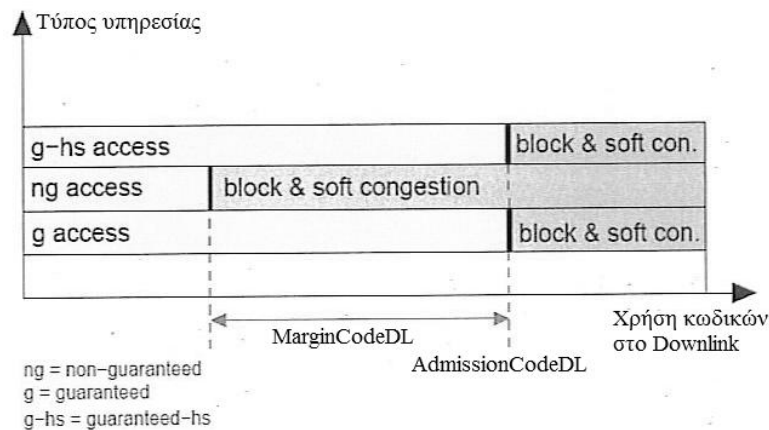 Τύπος υπηρεσίας
g-hs access
block & soft con.
ng access
block & soft congestion
g access
block & soft con.
MarginCodeDL
AdmissionCodeDL
Χρήση κωδικών
στο Downlink
ng = non-guaranteed
g = guaranteed
g-hs = guaranteed-hs